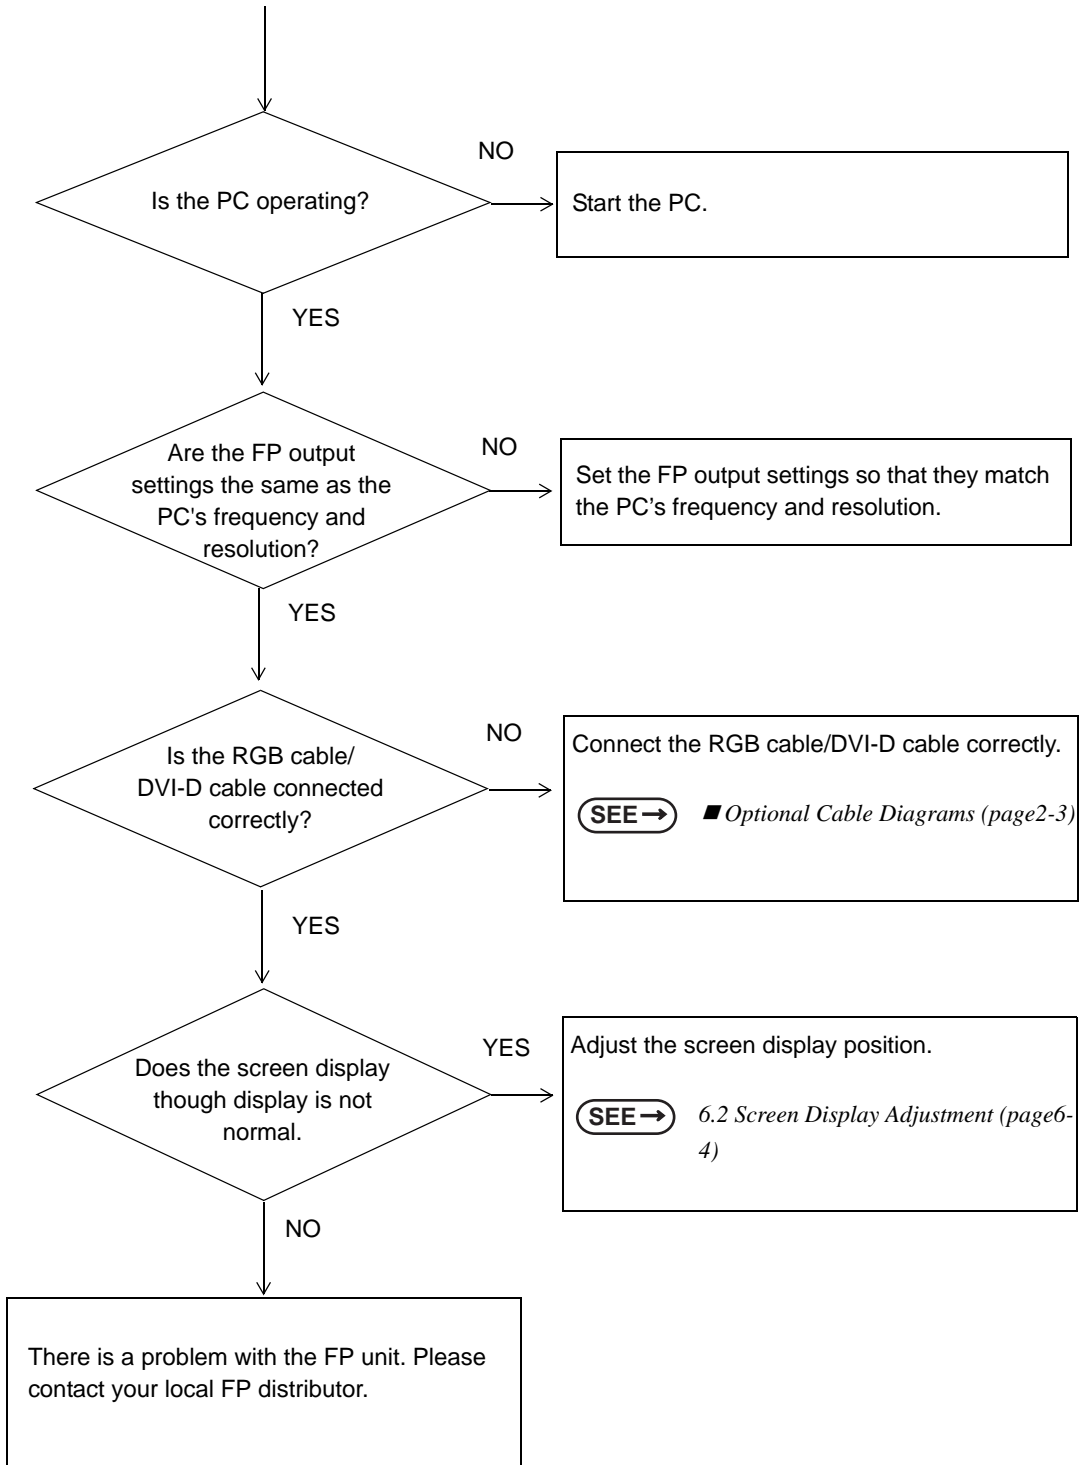 Is the PC operating?
NO
Start the PC.
YES
Are the FP output
settings the same as the
PC's frequency and
resolution?
NO
Set the FP output settings so that they match
the PC’s frequency and resolution.
YES
Is the RGB cable/
DVI-D cable connected
correctly?
NO
Connect the RGB cable/DVI-D cable correctly.
SEE→ ■ Optional Cable Diagrams (page2-3)
YES
Does the screen display
though display is not
normal.
YES
Adjust the screen display position.
SEE→ 6.2 Screen Display Adjustment (page6-
4)
NO
There is a problem with the FP unit. Please
contact your local FP distributor.